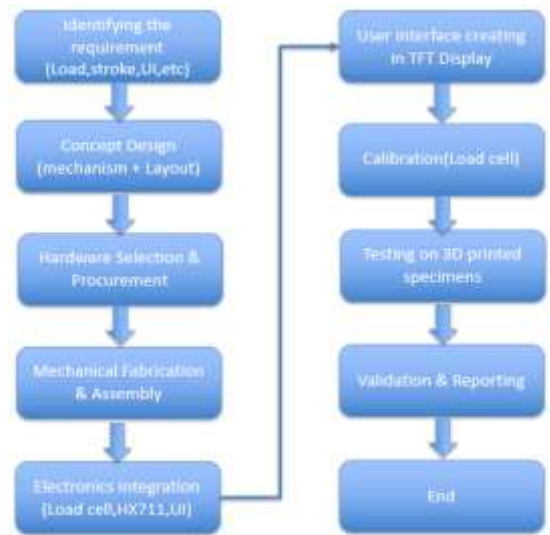 Identifying the
requirement
(Load,stroke,UI,etc)
Concept Design
(mechanism + Layout)
Hardware Selection &
Procurement
Mechanical Fabrication
& Assembly
Electronics Integration
(Load cell,HX711,UI)
User interface creating
in TFT Display
Calibration(Load cell)
Testing on 3D printed
specimens
Validation & Reporting
End